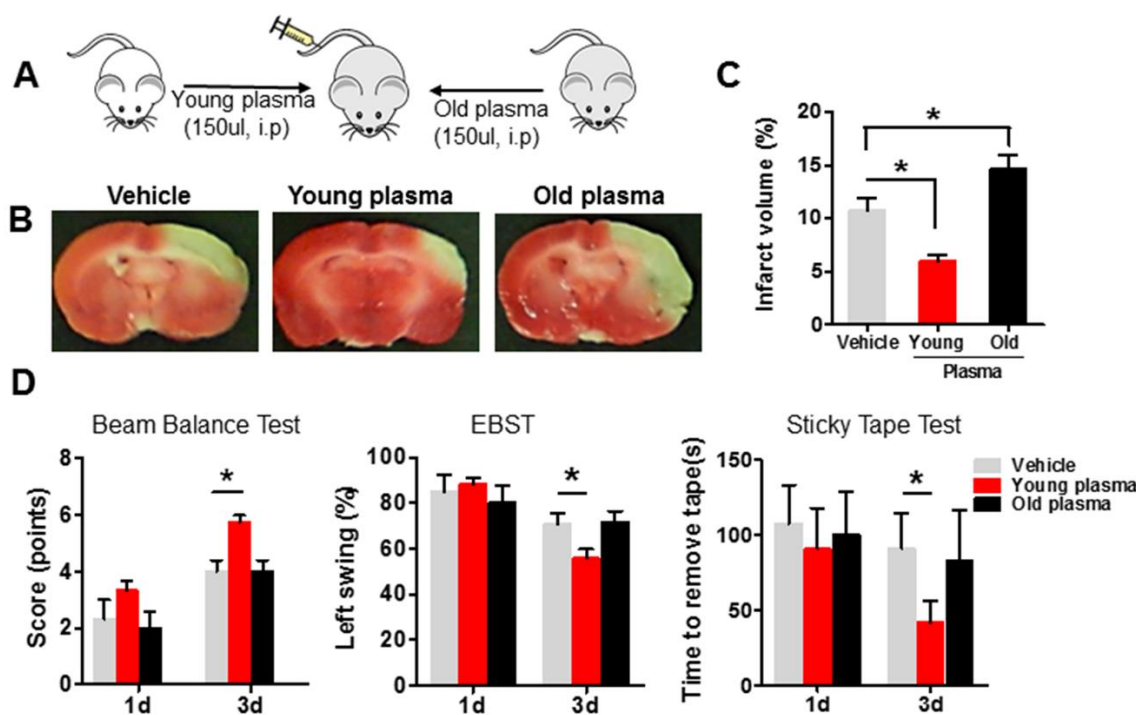 A
Young plasma
(150ul, i.p)
Old plasma
(150ul, i.p)
B
Vehicle
Young plasma
Old plasma
C
Infarct volume (%)
20
15
10
5
0
Vehicle
Young
Old
Plasma
*
*
D
Beam Balance Test
Score (points)
8
6
4
2
0
*
1d
3d
EBST
Left swing (%)
100
80
60
40
20
0
*
1d
3d
Sticky Tape Test
Time to remove tape(s)
150
100
50
0
*
1d
3d
Vehicle
Young plasma
Old plasma